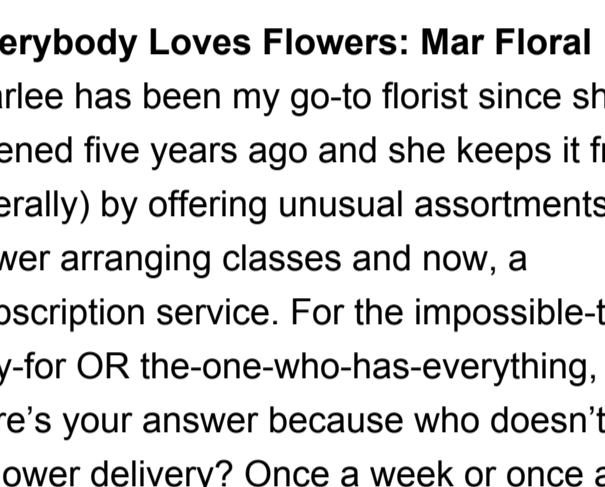 erybody Loves Flowers: Mar Floral
rlee has been my go-to florist since sh
ened five years ago and she keeps it f
erally) by offering unusual assortments
wer arranging classes and now, a
scription service. For the impossible-t
y-for OR the-one-who-has-everything,
re’s your answer because who doesn’t
ower delivery? Once a week or once a